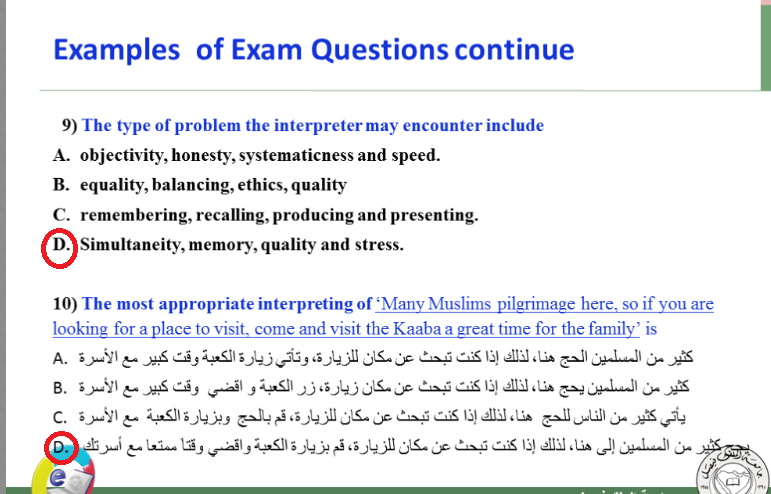 Examples of Exam Questions continue
9) The type of problem the interpreter may encounter include
A. objectivity, honesty, systematicness and speed.
B. equality, balancing, ethics, quality
C. remembering, recalling, producing and presenting.
D. Simultaneity, memory, quality and stress.
10) The most appropriate interpreting of ‘Many Muslims pilgrimage here, so if you are
looking for a place to visit, come and visit the Kaaba a great time for the family’ is
A. كثير من المسلمين الحج هنا، لذلك إذا كنت تبحث عن مكان للزيارة، وتأتي زيارة الكعبة وقت كبير مع الأسرة
B. كثير من المسلمين يحج هنا، لذلك إذا كنت تبحث عن مكان زيارة، زر الكعبة و اقضي وقت كبير مع الأسرة
C. يأتي كثير من الناس للحج هنا، لذلك إذا كنت تبحث عن مكان للزيارة، قم بالحج وبزيارة الكعبة مع الأسرة
D. يحج كثير من المسلمين إلى هنا، لذلك إذا كنت تبحث عن مكان للزيارة، قم بزيارة الكعبة واقضي وقتا ممتعا مع أسرتك
e